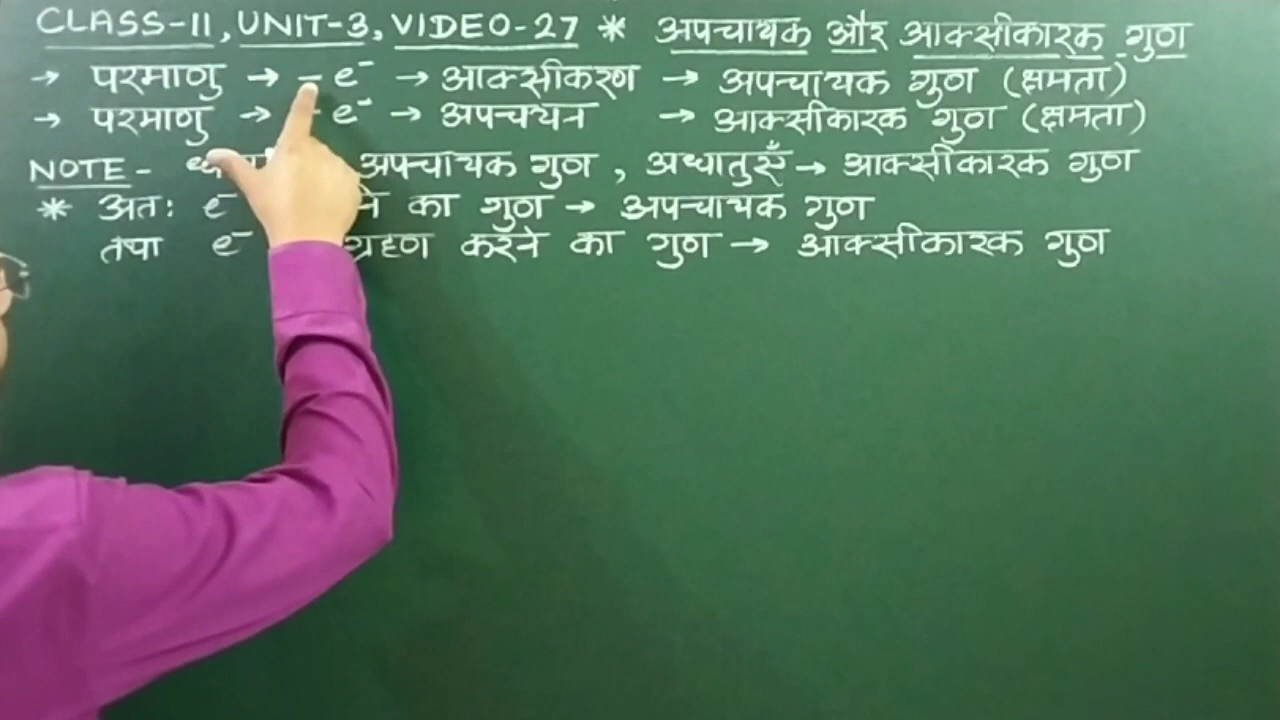 CLASS-11, UNIT-3, VIDEO-27 * अपचायक और आक्सीकारक गुण
→ परमाणु → - e⁻ → आक्सीकरण → अपचायक गुण (क्षमता)
→ परमाणु → e⁻ → अपचयन → आक्सीकारक गुण (क्षमता)
NOTE - अपचायक गुण , अधातुएँ → आक्सीकारक गुण
* अतः e⁻ का गुण → अपचायक गुण
तथा e⁻ ग्रहण करने का गुण → आक्सीकारक गुण